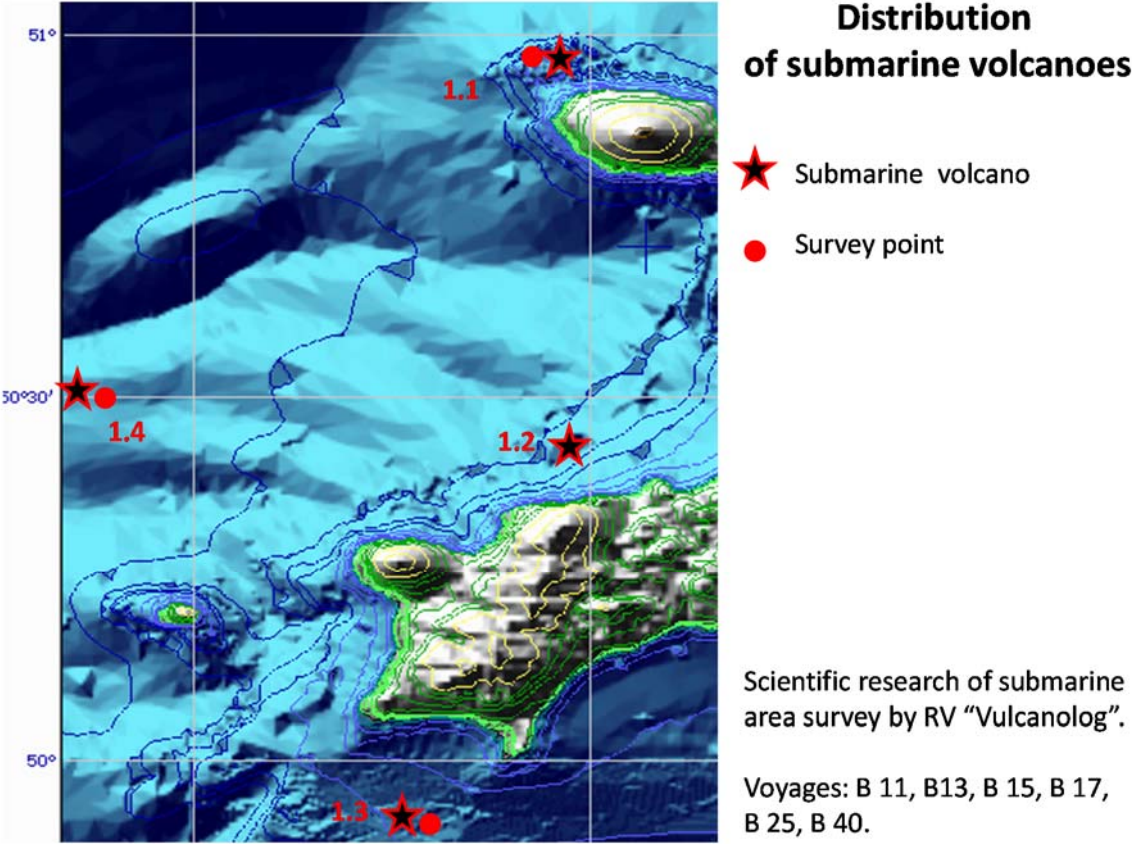 Distribution
of submarine volcanoes
51°
1.1
Submarine volcano
Survey point
50°30'
1.4
1.2
Scientific research of submarine
area survey by RV “Vulcanolog”.
50°
Voyages: B 11, B13, B 15, B 17,
B 25, B 40.
1.3